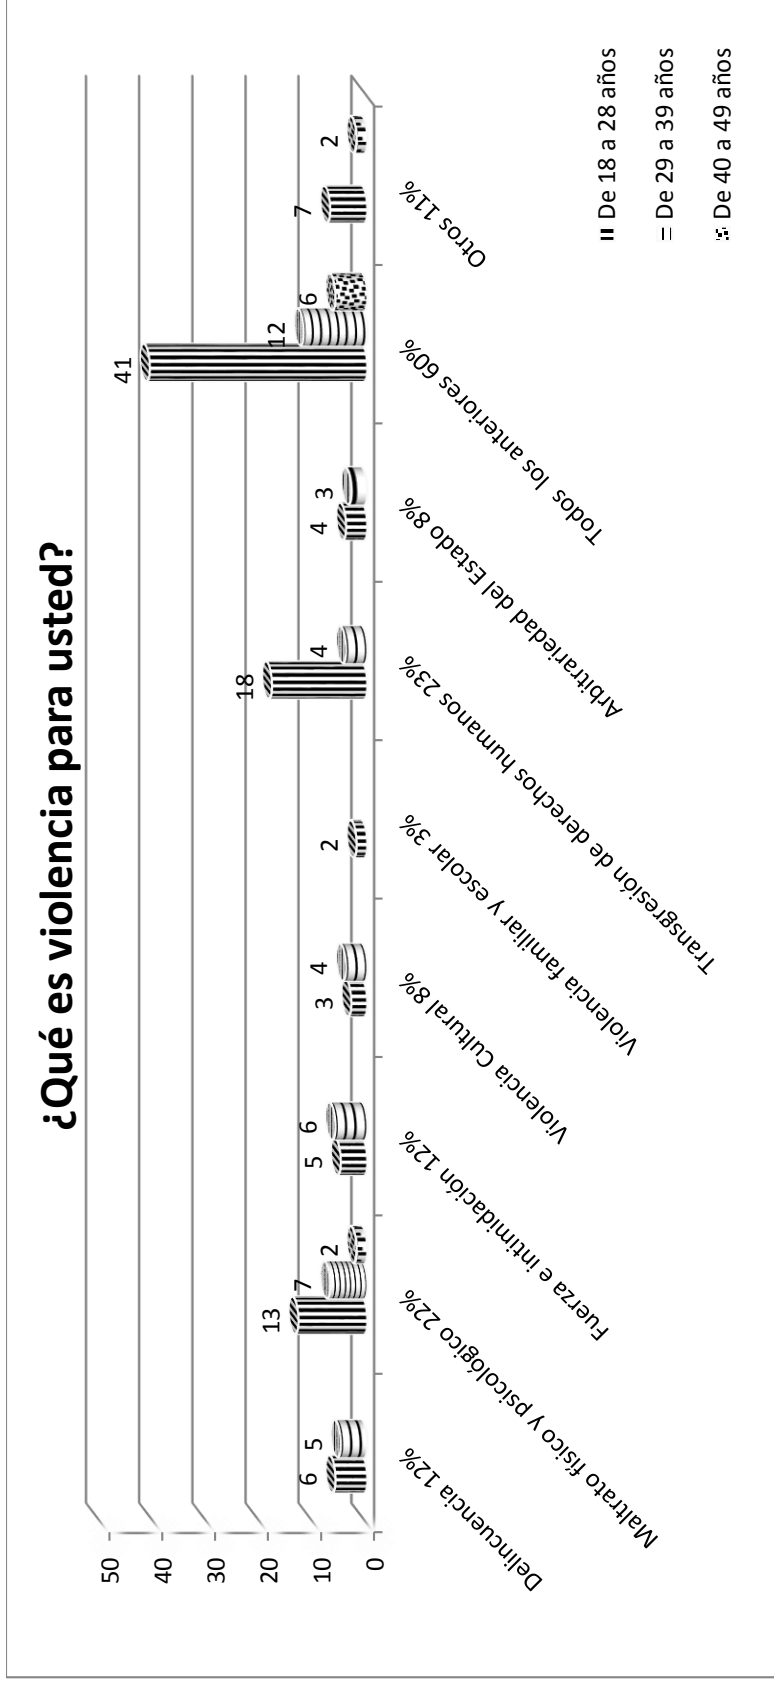 ¿Qué es violencia para usted?
50
40
30
20
10
0
6
5
13
7
2
5
6
3
4
2
18
4
4
3
41
12
6
7
2
Delincuencia 12%
Maltrato físico y psicológico 22%
Fuerza e intimidación 12%
Violencia Cultural 8%
Violencia familiar y escolar 3%
Transgresión de derechos humanos 23%
Arbitrariedad del Estado 8%
Todos los anteriores 60%
Otros 11%
De 18 a 28 años
De 29 a 39 años
De 40 a 49 años